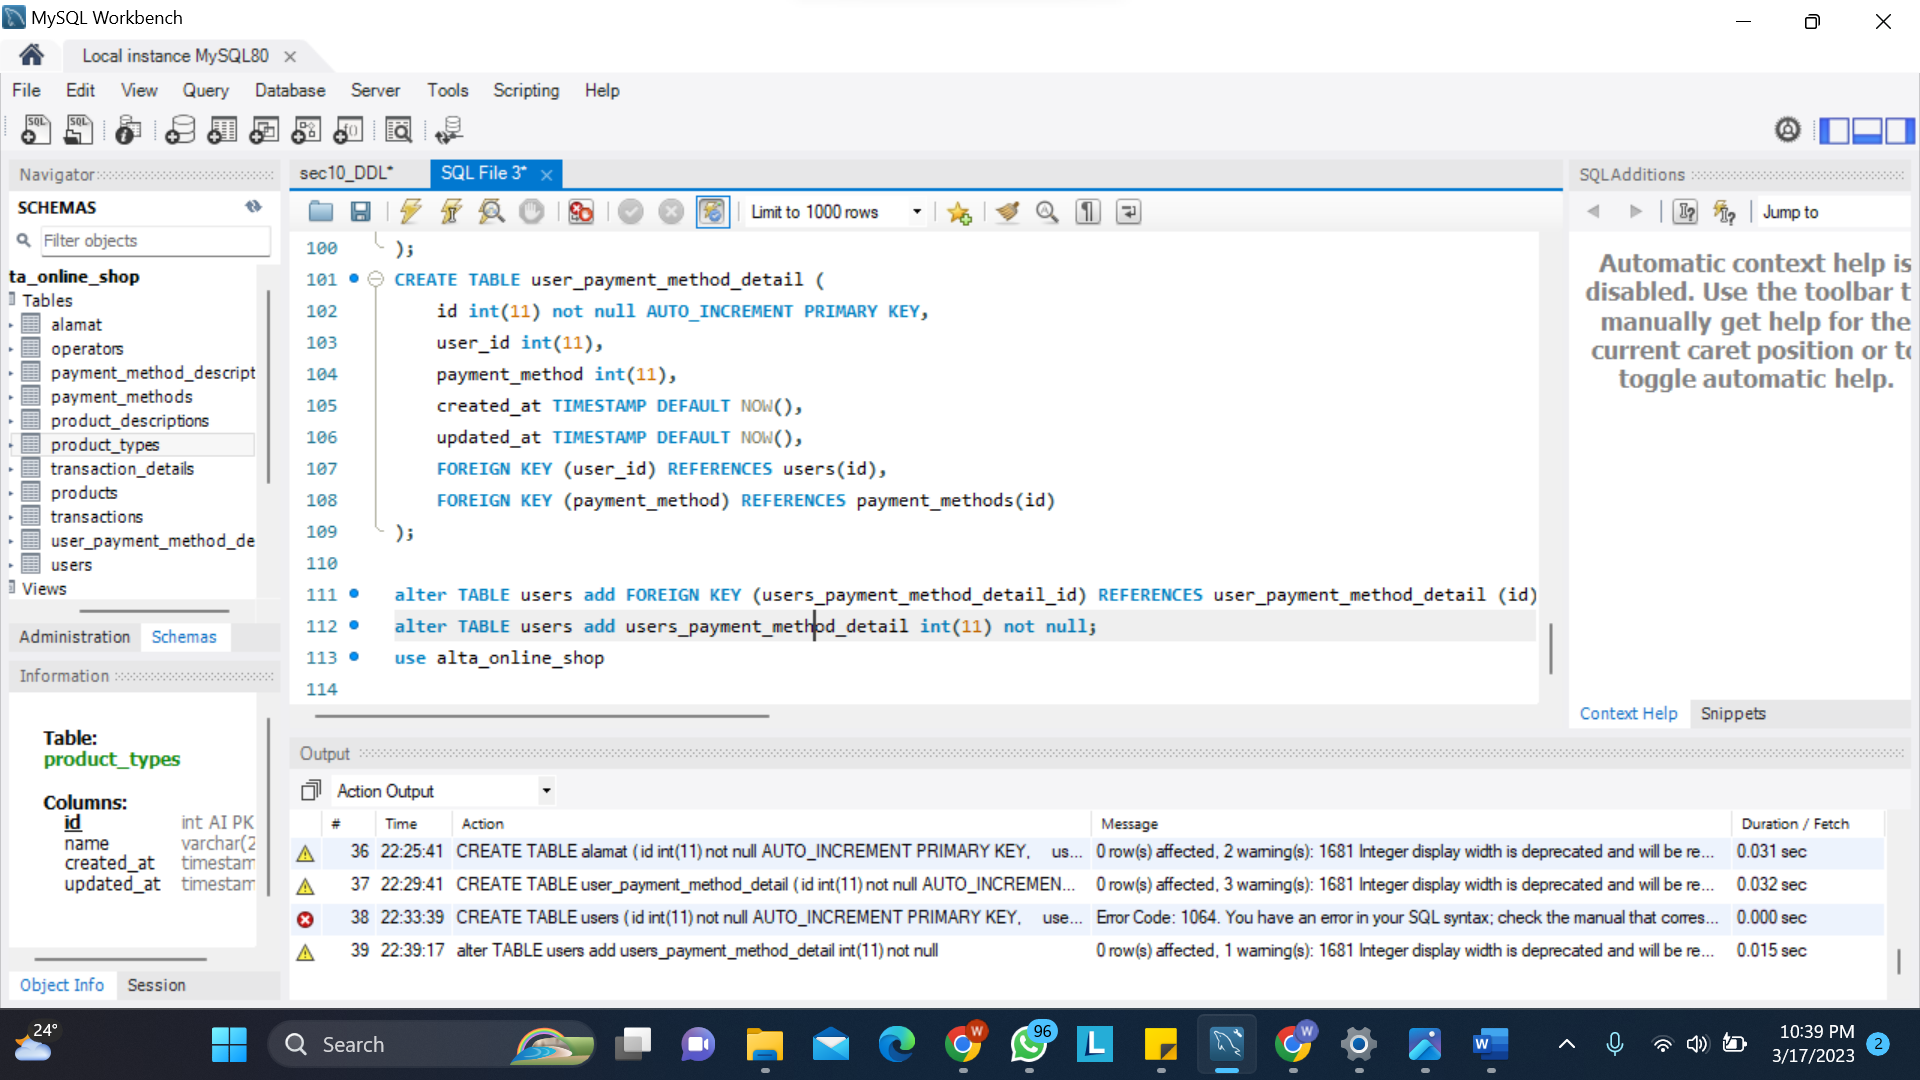 MySQL Workbench
Local instance MySQL80
File Edit View Query Database Server Tools Scripting Help
Navigator
SCHEMAS
Filter objects
ta_online_shop
Tables
alamat
operators
payment_method_descript
payment_methods
product_descriptions
product_types
transaction_details
products
transactions
user_payment_method_de
users
Views
Administration Schemas
Information
Table:
product_types
Columns:
id int AI PK
name varchar(2
created_at timestam
updated_at timestam
Object Info Session
sec10_DDL* SQL File 3*
Limit to 1000 rows
100 );
101 CREATE TABLE user_payment_method_detail (
102 id int(11) not null AUTO_INCREMENT PRIMARY KEY,
103 user_id int(11),
104 payment_method int(11),
105 created_at TIMESTAMP DEFAULT NOW(),
106 updated_at TIMESTAMP DEFAULT NOW(),
107 FOREIGN KEY (user_id) REFERENCES users(id),
108 FOREIGN KEY (payment_method) REFERENCES payment_methods(id)
109 );
110
111 alter TABLE users add FOREIGN KEY (users_payment_method_detail_id) REFERENCES user_payment_method_detail (id)
112 alter TABLE users add users_payment_method_detail int(11) not null;
113 use alta_online_shop
114
SQLAdditions
Jump to
Automatic context help is
disabled. Use the toolbar t
manually get help for the
current caret position or to
toggle automatic help.
Context Help Snippets
Output
Action Output
# Time Action Message Duration / Fetch
36 22:25:41 CREATE TABLE alamat ( id int(11) not null AUTO_INCREMENT PRIMARY KEY, us... 0 row(s) affected, 2 warning(s): 1681 Integer display width is deprecated and will be re... 0.031 sec
37 22:29:41 CREATE TABLE user_payment_method_detail ( id int(11) not null AUTO_INCREMEN... 0 row(s) affected, 3 warning(s): 1681 Integer display width is deprecated and will be re... 0.032 sec
38 22:33:39 CREATE TABLE users ( id int(11) not null AUTO_INCREMENT PRIMARY KEY, use... Error Code: 1064. You have an error in your SQL syntax; check the manual that corres... 0.000 sec
39 22:39:17 alter TABLE users add users_payment_method_detail int(11) not null 0 row(s) affected, 1 warning(s): 1681 Integer display width is deprecated and will be re... 0.015 sec
24°
Search
96
10:39 PM
3/17/2023
2